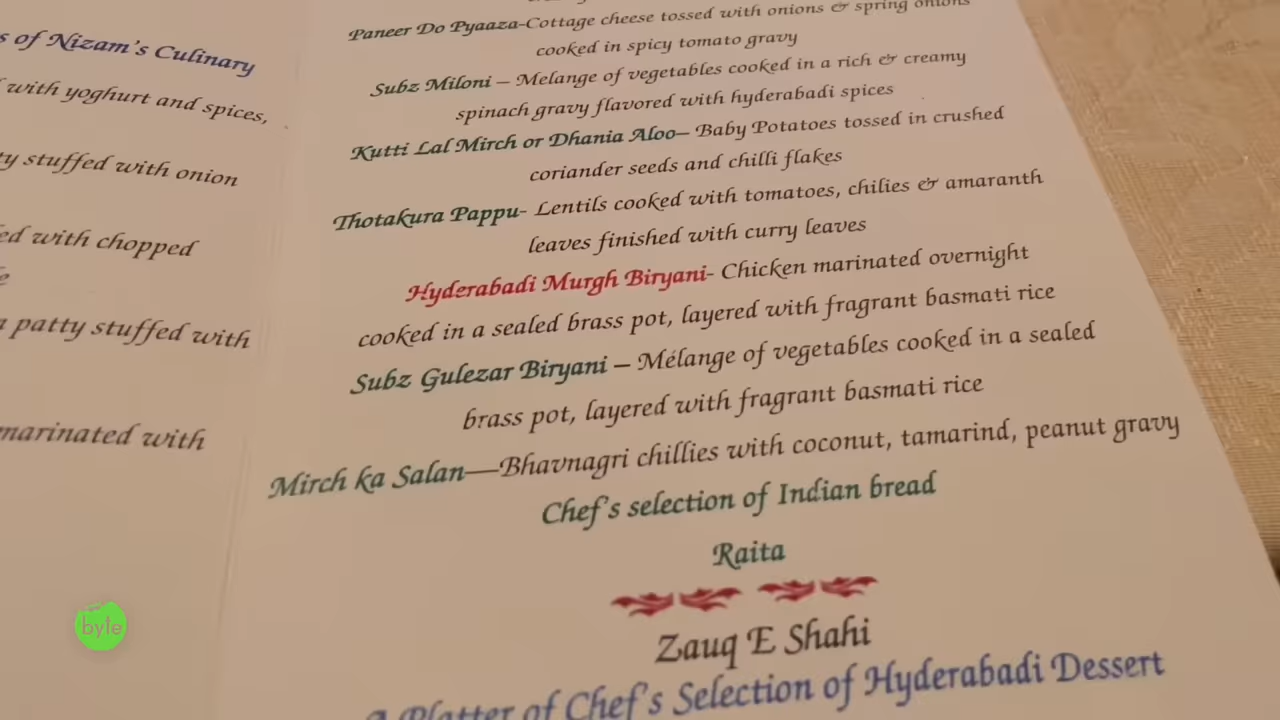 s of Nizam's Culinary
with yoghurt and spices,
stuffed with onion
with chopped
patty stuffed with
marinated with
Paneer Do Pyaaza-Cottage cheese tossed with onions & spring onions
cooked in spicy tomato gravy
Subz Miloni – Melange of vegetables cooked in a rich & creamy
spinach gravy flavored with hyderabadi spices
Kutti Lal Mirch or Dhania Aloo– Baby Potatoes tossed in crushed
coriander seeds and chilli flakes
Thotakura Pappu- Lentils cooked with tomatoes, chilies & amaranth
leaves finished with curry leaves
Hyderabadi Murgh Biryani- Chicken marinated overnight
cooked in a sealed brass pot, layered with fragrant basmati rice
Subz Gulezar Biryani – Mélange of vegetables cooked in a sealed
brass pot, layered with fragrant basmati rice
Mirch ka Salan—Bhavnagri chillies with coconut, tamarind, peanut gravy
Chef's selection of Indian bread
Raita
Zauq E Shahi
A Platter of Chef's Selection of Hyderabadi Dessert
byte